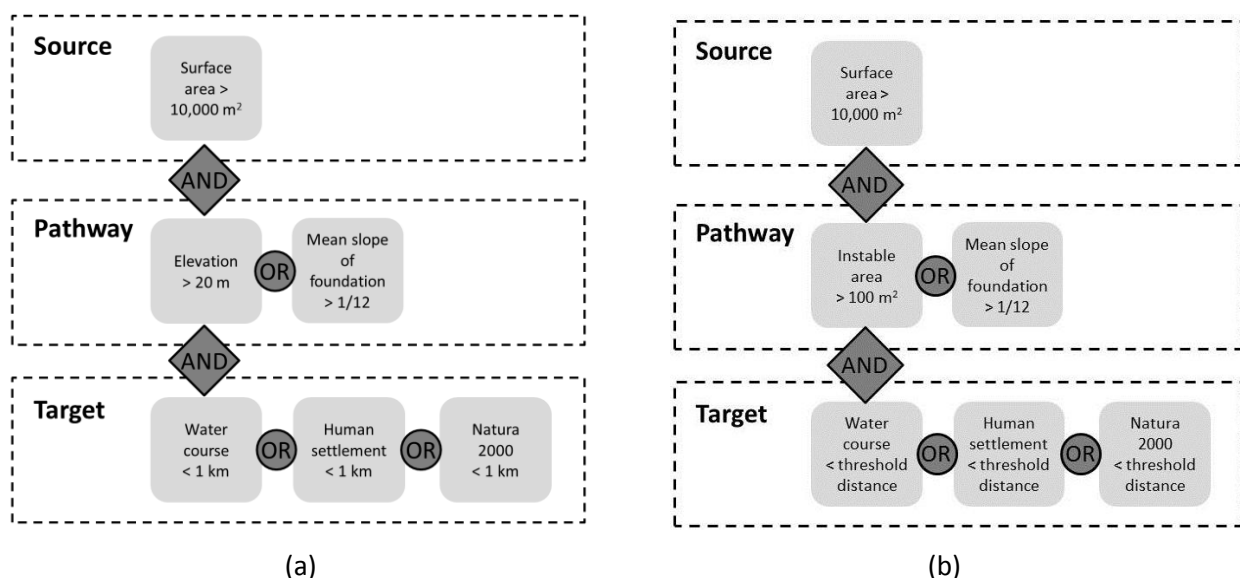 Source
Surface
area >
10,000 m²
AND
Pathway
Elevation
> 20 m
OR
Mean slope
of
foundation
> 1/12
AND
Target
Water
course
< 1 km
OR
Human
settlement
< 1 km
OR
Natura
2000
< 1 km
(a)
Source
Surface
area >
10,000 m²
AND
Pathway
Instable
area
> 100 m²
OR
Mean slope
of
foundation
> 1/12
AND
Target
Water
course
< threshold
distance
OR
Human
settlement
< threshold
distance
OR
Natura
2000
< threshold
distance
(b)